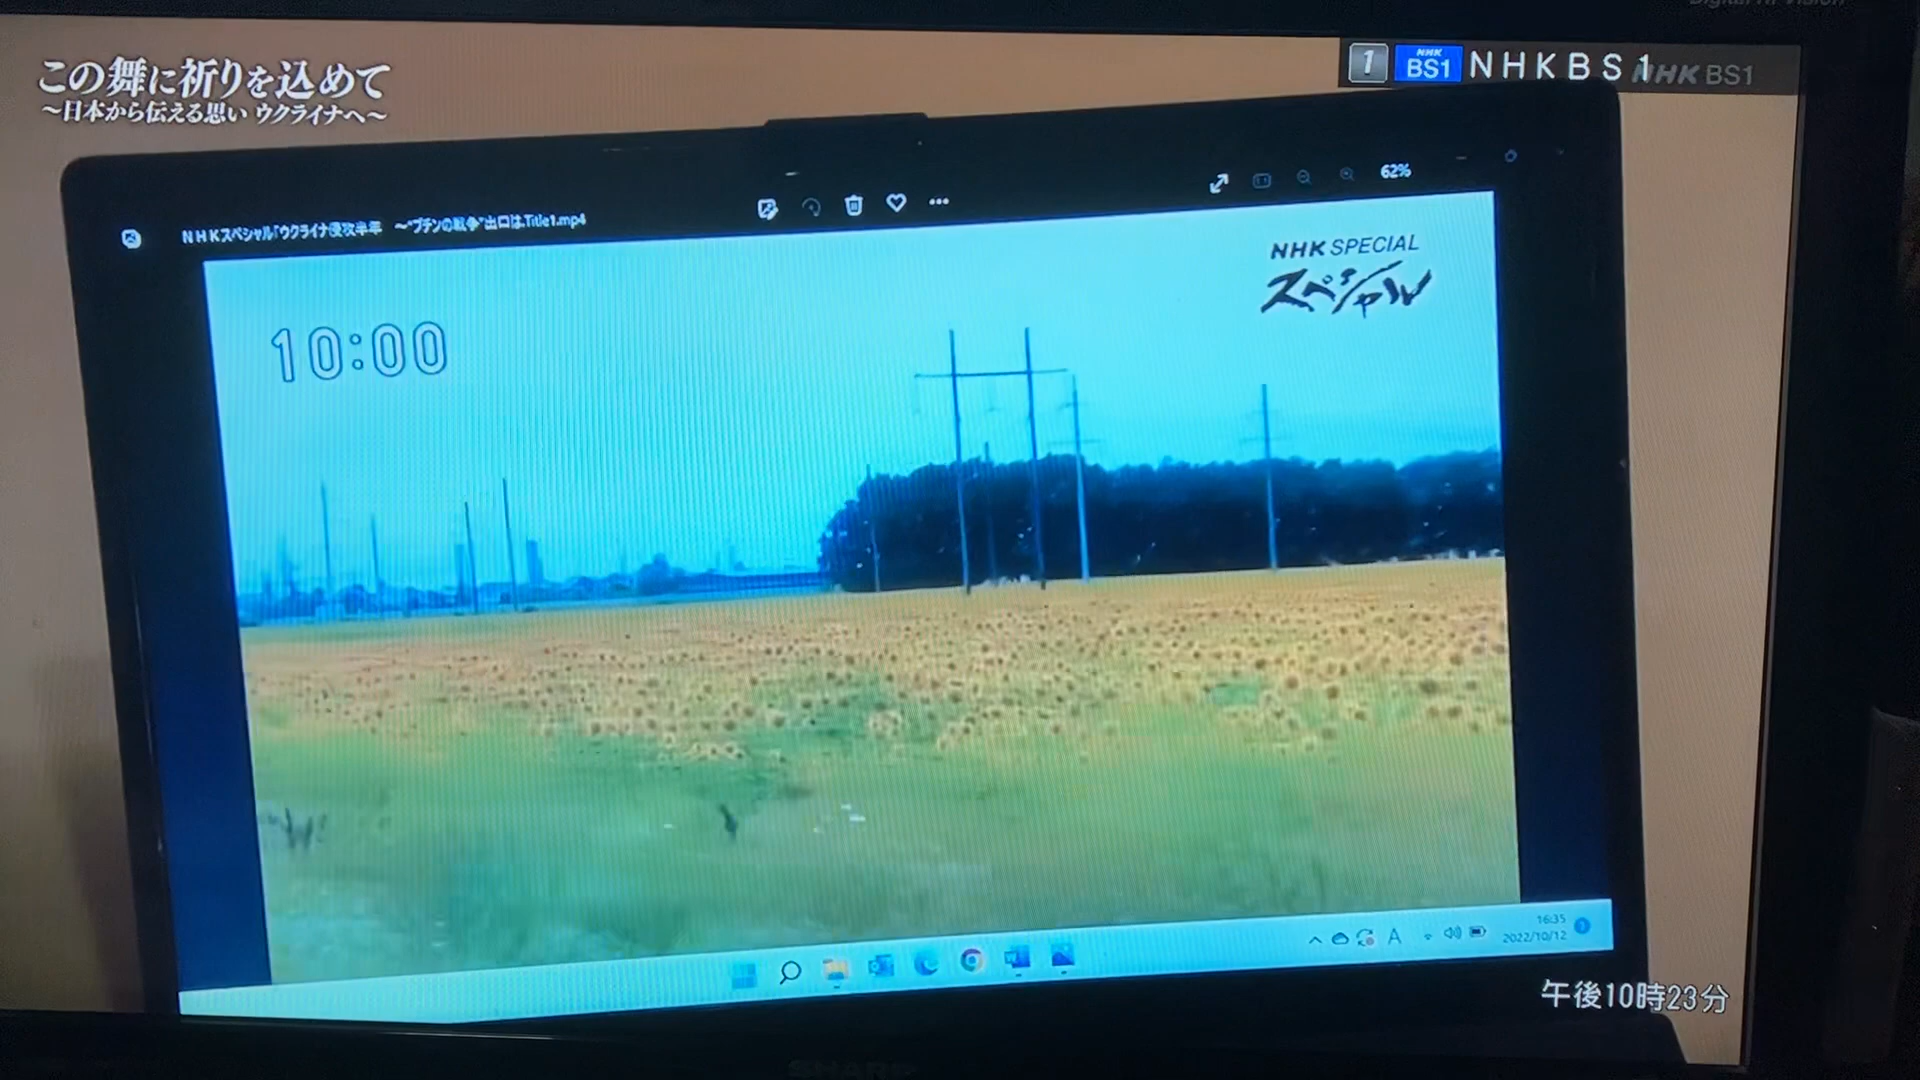 この舞に祈りを込めて
～日本から伝える思い ウクライナへ～
1 NHK BS1 NHKBS1
NHK BS1
62%
NHKスペシャル「ウクライナ侵攻半年 ～“プチンの戦争”出口は.Title1.mp4
NHK SPECIAL
スペシャル
10:00
A
16:35
2022/10/12
午後10時23分
SHARP